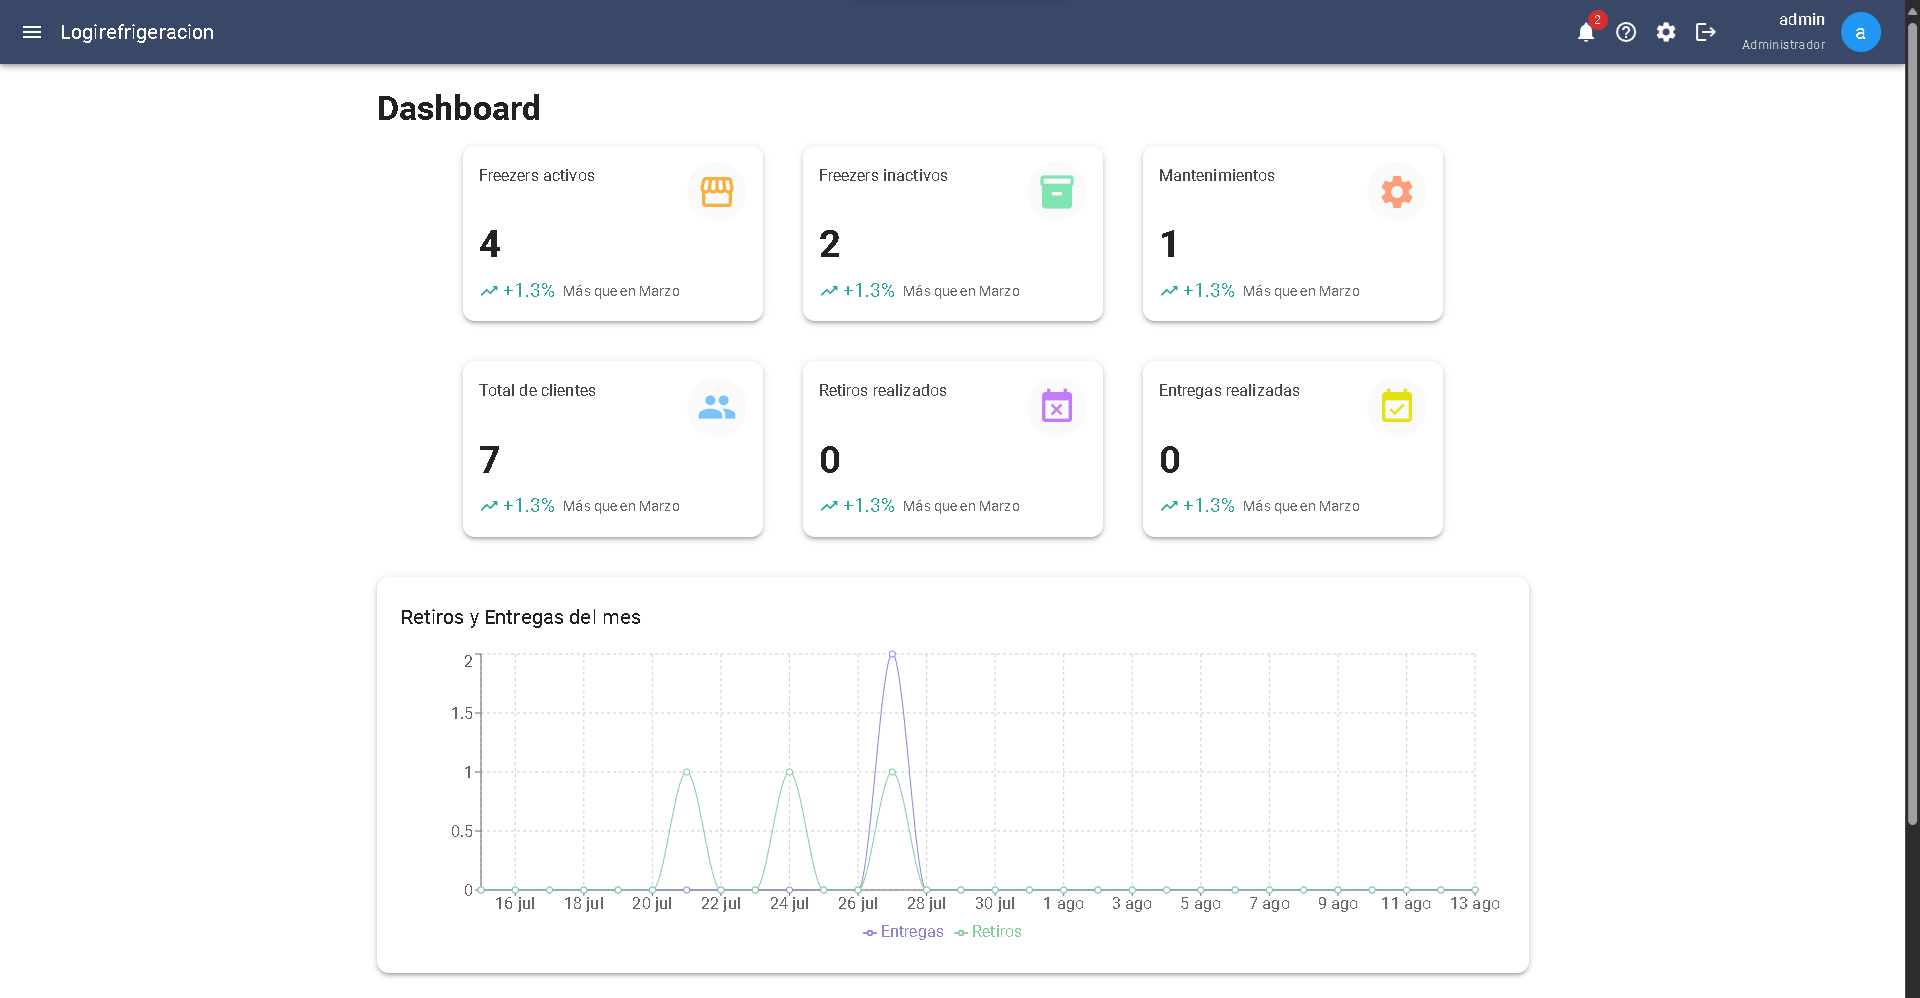 Logirefrigeracion
2
admin
Administrador
a
Dashboard
Freezers activos
4
+1.3% Más que en Marzo
Freezers inactivos
2
+1.3% Más que en Marzo
Mantenimientos
1
+1.3% Más que en Marzo
Total de clientes
7
+1.3% Más que en Marzo
Retiros realizados
0
+1.3% Más que en Marzo
Entregas realizadas
0
+1.3% Más que en Marzo
Retiros y Entregas del mes
2
1.5
1
0.5
0
16 jul 18 jul 20 jul 22 jul 24 jul 26 jul 28 jul 30 jul 1 ago 3 ago 5 ago 7 ago 9 ago 11 ago 13 ago
Entregas Retiros